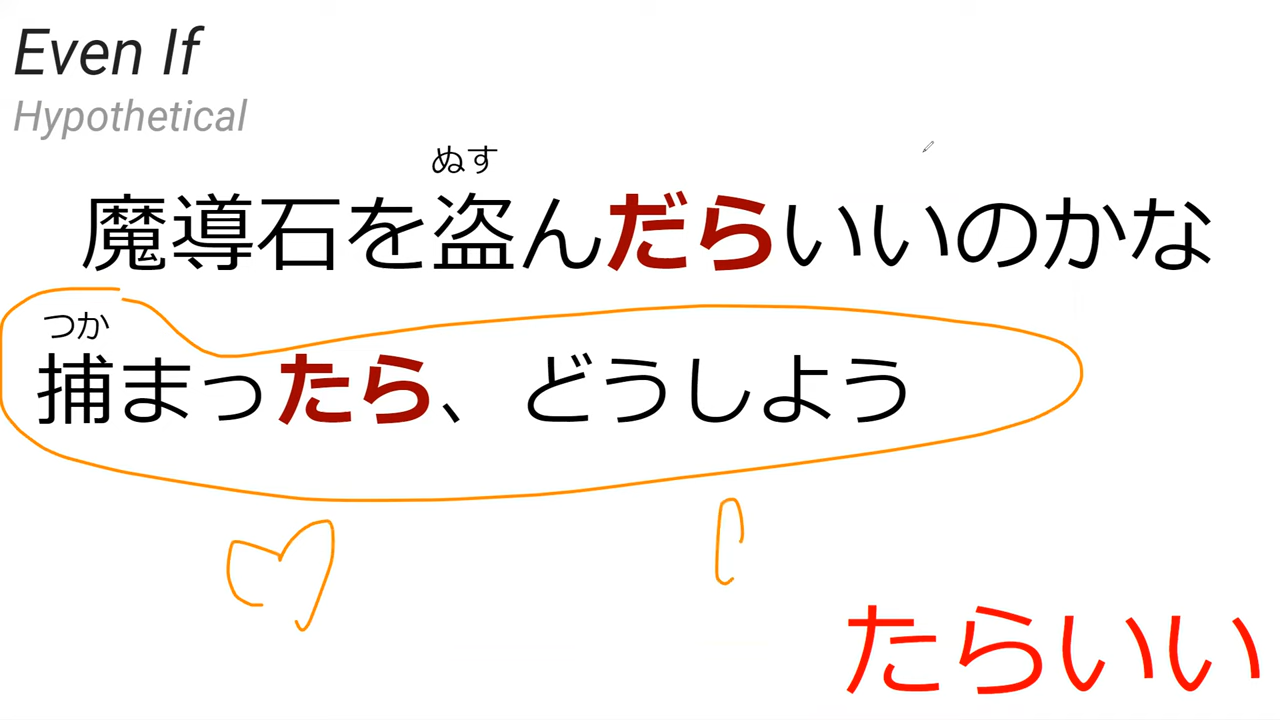 Even If
Hypothetical
ぬす
魔導石を盗んだらいいのかな
つか
捕まったら、どうしよう
たらいい